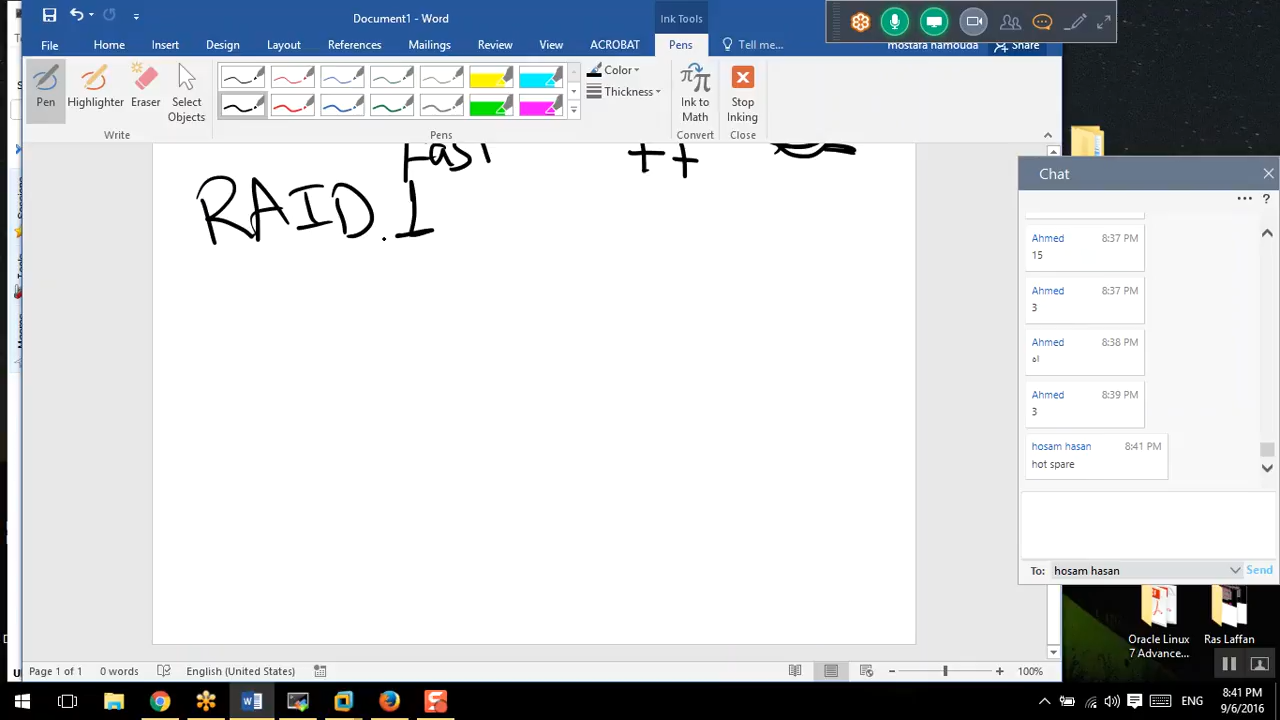 Document1 - Word
Ink Tools
File
Home
Insert
Design
Layout
References
Mailings
Review
View
ACROBAT
Pens
Tell me...
mostafa hamouda
Share
Pen
Highlighter
Eraser
Select Objects
Color
Thickness
Ink to Math
Stop Inking
Write
Pens
Convert
Close
Fast ++
RAID.1
Chat
Ahmed 8:37 PM
15
Ahmed 8:37 PM
3
Ahmed 8:38 PM
اه
Ahmed 8:39 PM
3
hosam hasan 8:41 PM
hot spare
To: hosam hasan
Send
Oracle Linux 7 Advance...
Ras Laffan
Page 1 of 1
0 words
English (United States)
100%
ENG
8:41 PM
9/6/2016